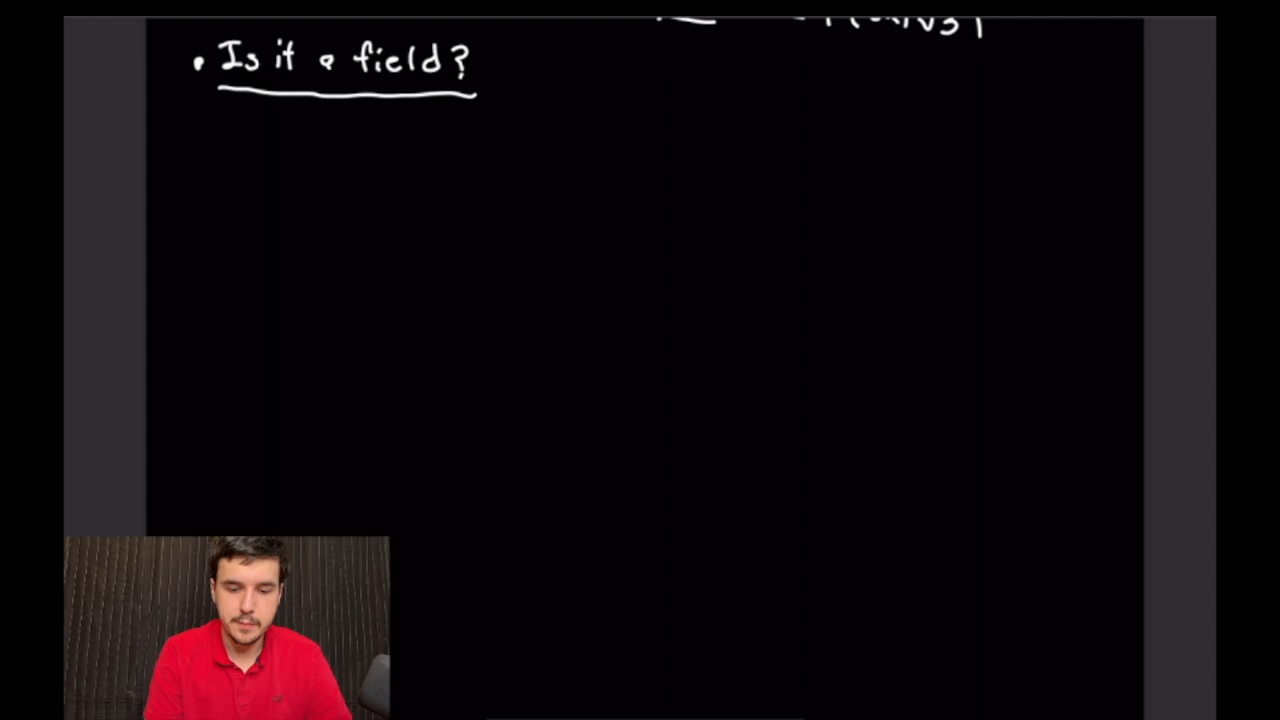 • Is it a field?